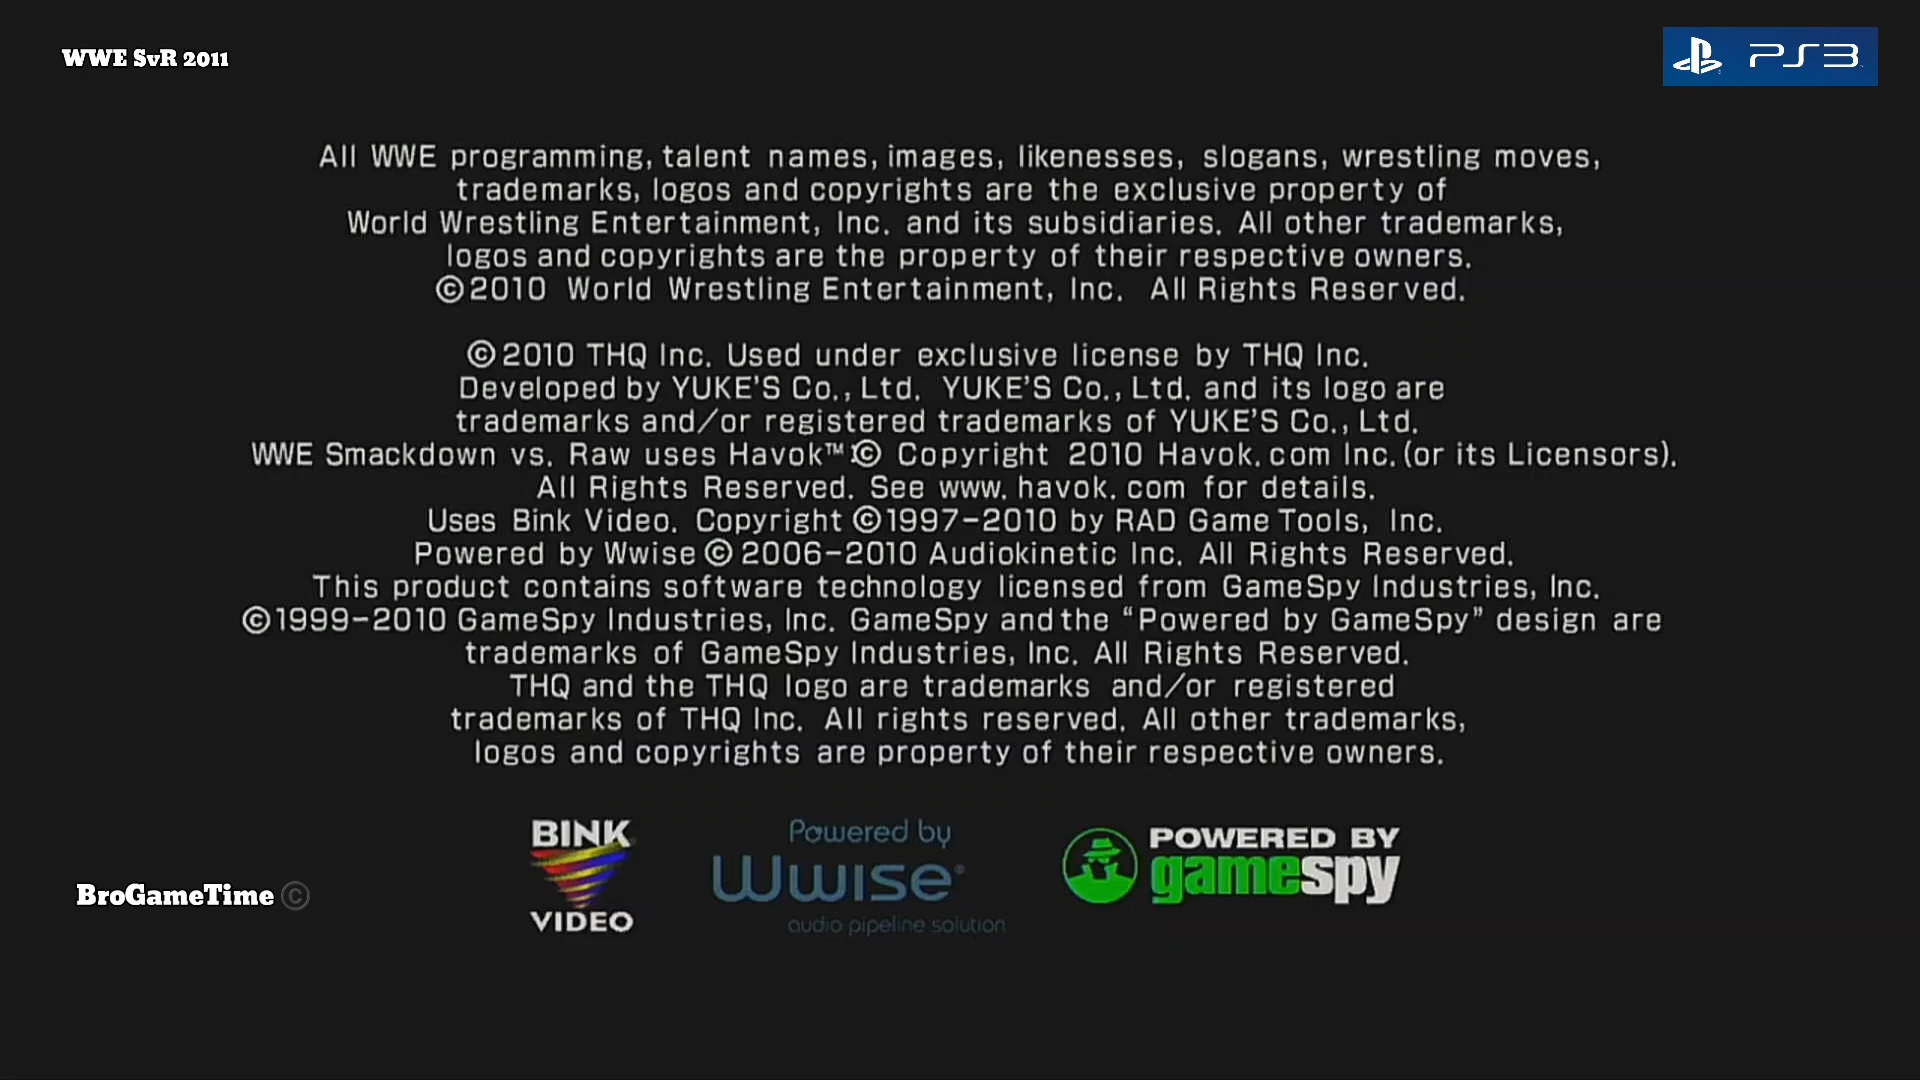 WWE SvR 2011
PS3
All WWE programming, talent names, images, likenesses, slogans, wrestling moves,
trademarks, logos and copyrights are the exclusive property of
World Wrestling Entertainment, Inc. and its subsidiaries. All other trademarks,
logos and copyrights are the property of their respective owners.
©2010 World Wrestling Entertainment, Inc. All Rights Reserved.
©2010 THQ Inc. Used under exclusive license by THQ Inc.
Developed by YUKE'S Co., Ltd. YUKE'S Co., Ltd. and its logo are
trademarks and/or registered trademarks of YUKE'S Co., Ltd.
WWE Smackdown vs. Raw uses Havok™:© Copyright 2010 Havok.com Inc.(or its Licensors).
All Rights Reserved. See www.havok.com for details.
Uses Bink Video. Copyright ©1997-2010 by RAD Game Tools, Inc.
Powered by Wwise © 2006-2010 Audiokinetic Inc. All Rights Reserved.
This product contains software technology licensed from GameSpy Industries, Inc.
©1999-2010 GameSpy Industries, Inc. GameSpy and the “Powered by GameSpy” design are
trademarks of GameSpy Industries, Inc. All Rights Reserved.
THQ and the THQ logo are trademarks and/or registered
trademarks of THQ Inc. All rights reserved. All other trademarks,
logos and copyrights are property of their respective owners.
BINK
VIDEO
Powered by
Wwise®
audio pipeline solution
POWERED BY
gamespy
BroGameTime ©